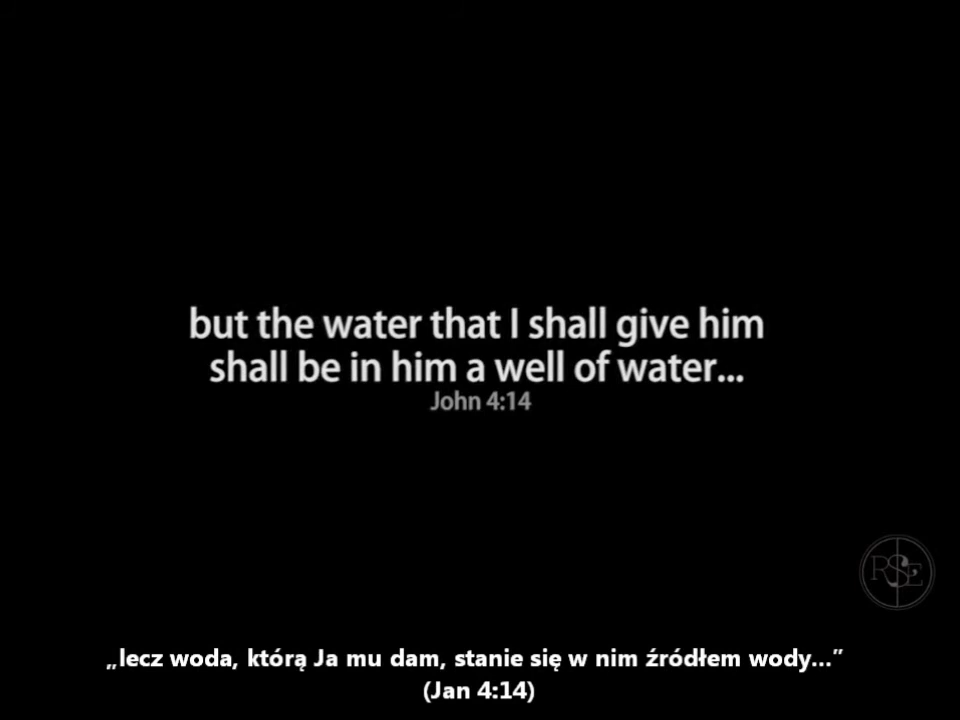 but the water that I shall give him
shall be in him a well of water...
John 4:14
RSE
„lecz woda, którą Ja mu dam, stanie się w nim źródłem wody...”
(Jan 4:14)